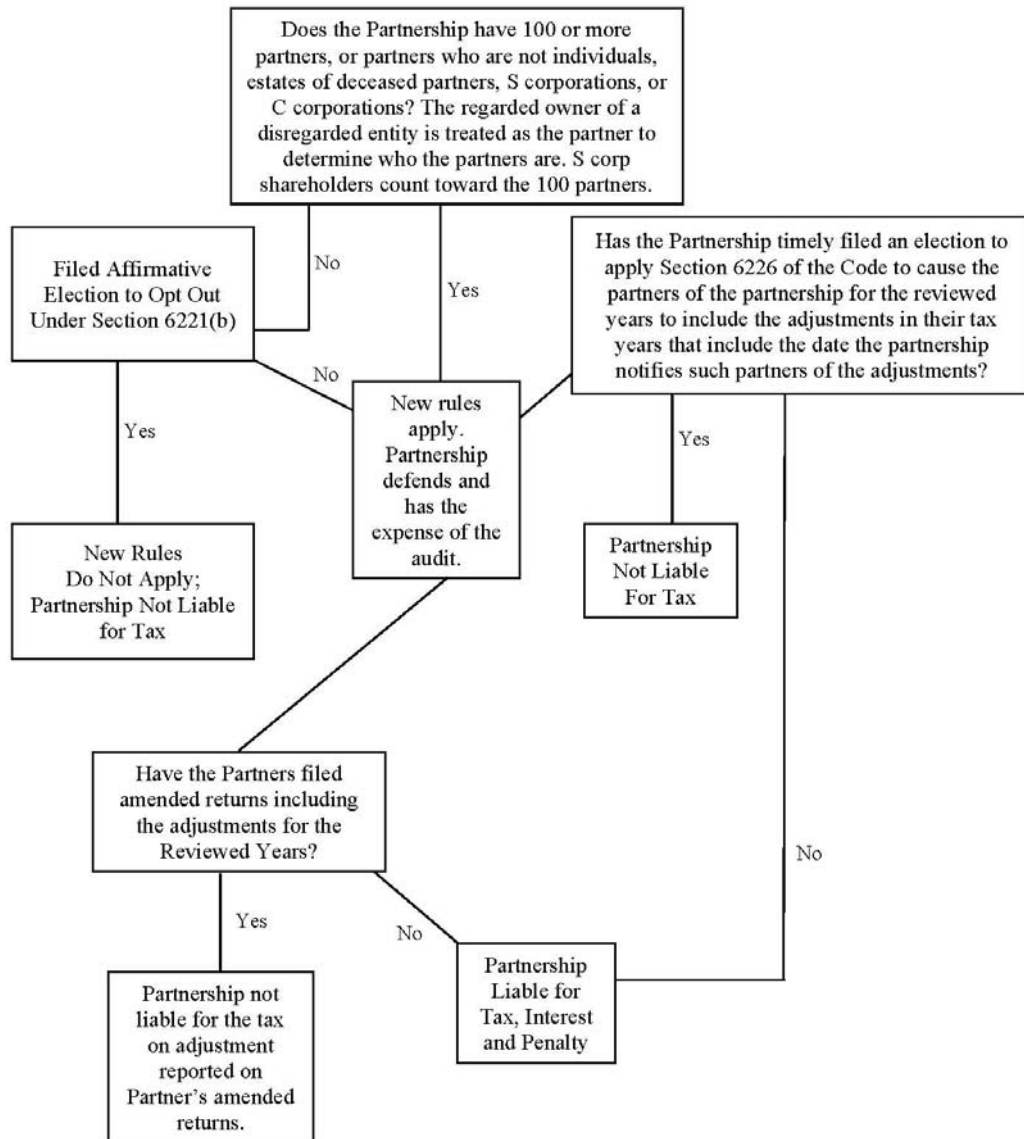 Does the Partnership have 100 or more
partners, or partners who are not individuals,
estates of deceased partners, S corporations, or
C corporations? The regarded owner of a
disregarded entity is treated as the partner to
determine who the partners are. S corp
shareholders count toward the 100 partners.
No
Yes
Filed Affirmative
Election to Opt Out
Under Section 6221(b)
Has the Partnership timely filed an election to
apply Section 6226 of the Code to cause the
partners of the partnership for the reviewed
years to include the adjustments in their tax
years that include the date the partnership
notifies such partners of the adjustments?
No
Yes
New rules
apply.
Partnership
defends and
has the
expense of the
audit.
Yes
New Rules
Do Not Apply;
Partnership Not Liable
for Tax
Partnership
Not Liable
For Tax
Have the Partners filed
amended returns including
the adjustments for the
Reviewed Years?
No
Yes
No
Partnership not
liable for the tax
on adjustment
reported on
Partner's amended
returns.
Partnership
Liable for
Tax, Interest
and Penalty